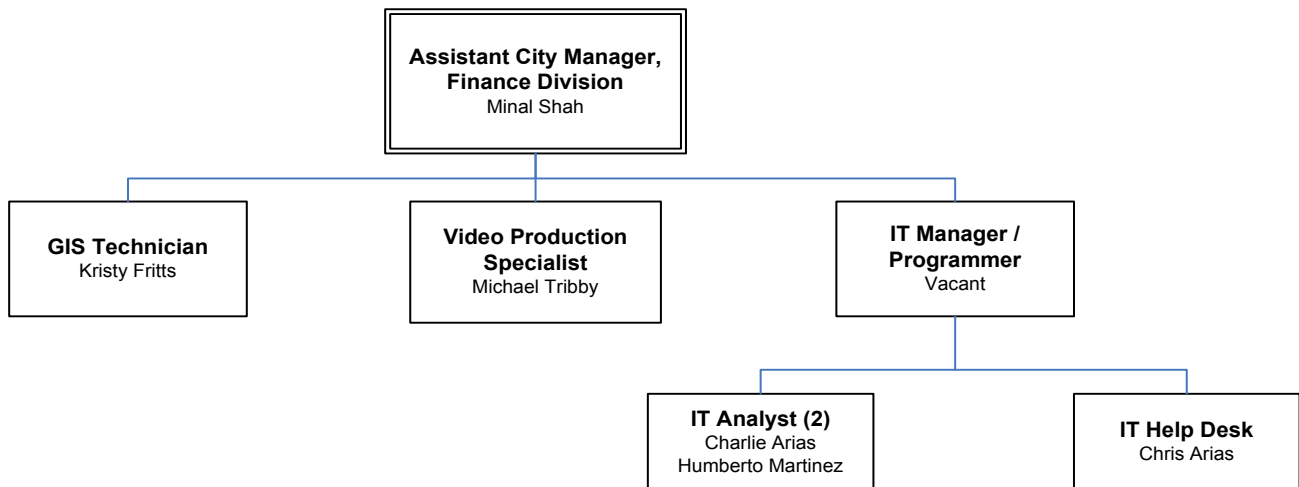 Assistant City Manager,
Finance Division
Minal Shah
GIS Technician
Kristy Fritts
Video Production
Specialist
Michael Tribby
IT Manager /
Programmer
Vacant
IT Analyst (2)
Charlie Arias
Humberto Martinez
IT Help Desk
Chris Arias